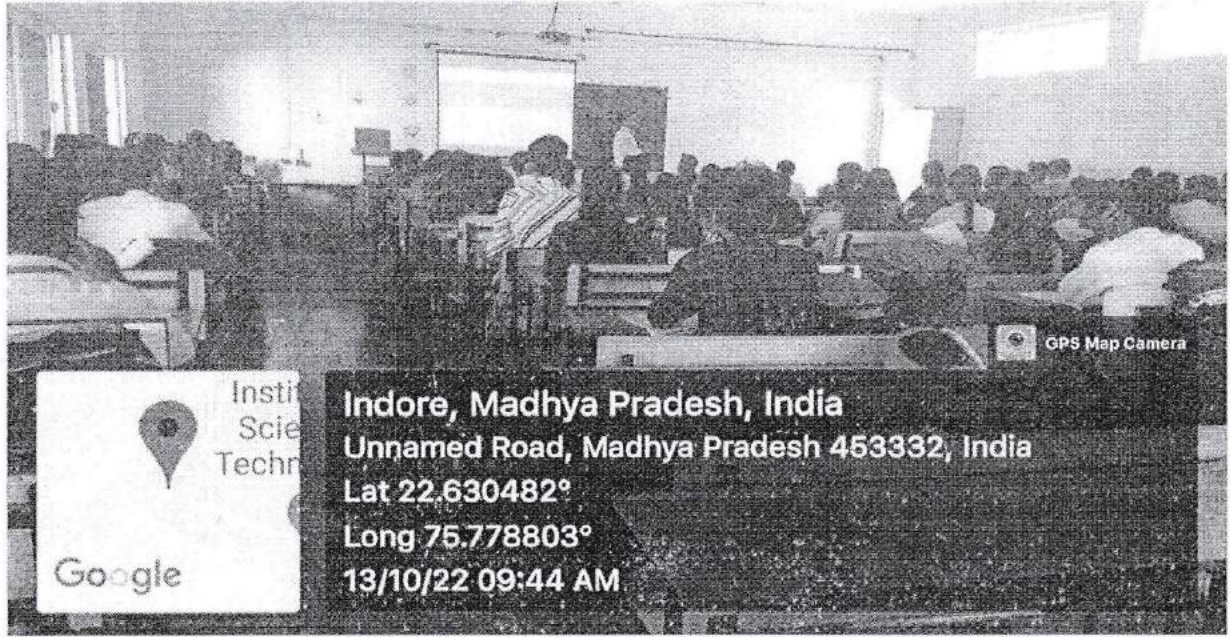 GPS Map Camera
Instit
Scie
Techn
Google
Indore, Madhya Pradesh, India
Unnamed Road, Madhya Pradesh 453332, India
Lat 22.630482°
Long 75.778803°
13/10/22 09:44 AM